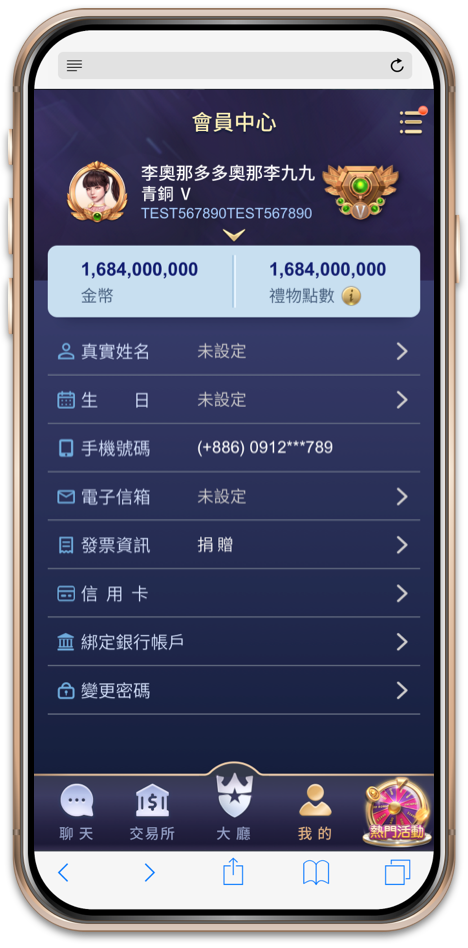 會員中心
李奧那多多奧那李九九
青銅 V
TEST567890TEST567890
V
1,684,000,000
金幣
1,684,000,000
禮物點數 i
真實姓名 未設定
生 日 未設定
手機號碼 (+886) 0912***789
電子信箱 未設定
發票資訊 捐贈
信用卡
綁定銀行帳戶
變更密碼
聊天 交易所 大廳 我的 熱門活動